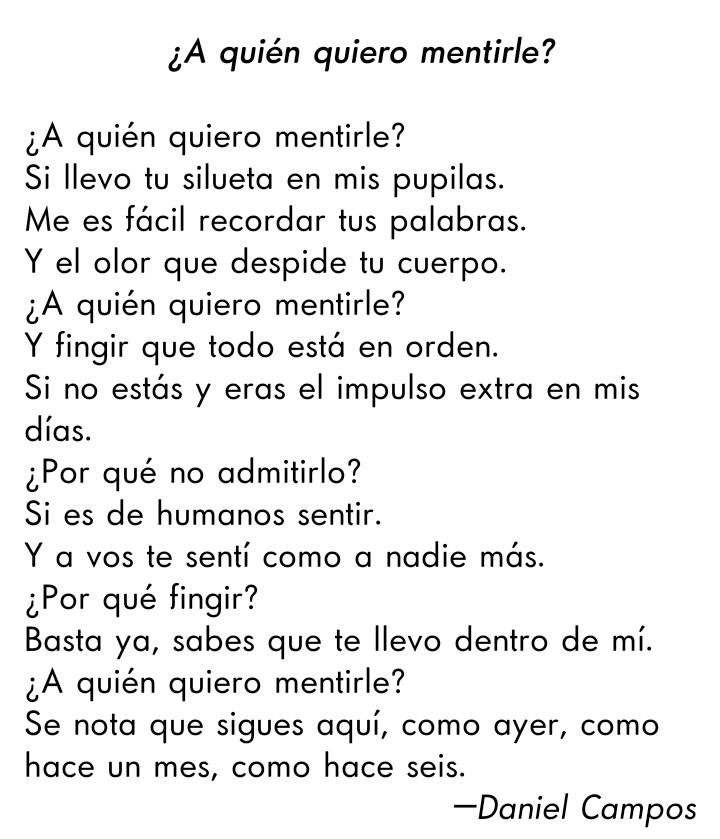 ¿A quién quiero mentirle?
¿A quién quiero mentirle?
Si llevo tu silueta en mis pupilas.
Me es fácil recordar tus palabras.
Y el olor que despide tu cuerpo.
¿A quién quiero mentirle?
Y fingir que todo está en orden.
Si no estás y eras el impulso extra en mis
días.
¿Por qué no admitirlo?
Si es de humanos sentir.
Y a vos te sentí como a nadie más.
¿Por qué fingir?
Basta ya, sabes que te llevo dentro de mí.
¿A quién quiero mentirle?
Se nota que sigues aquí, como ayer, como
hace un mes, como hace seis.
—Daniel Campos